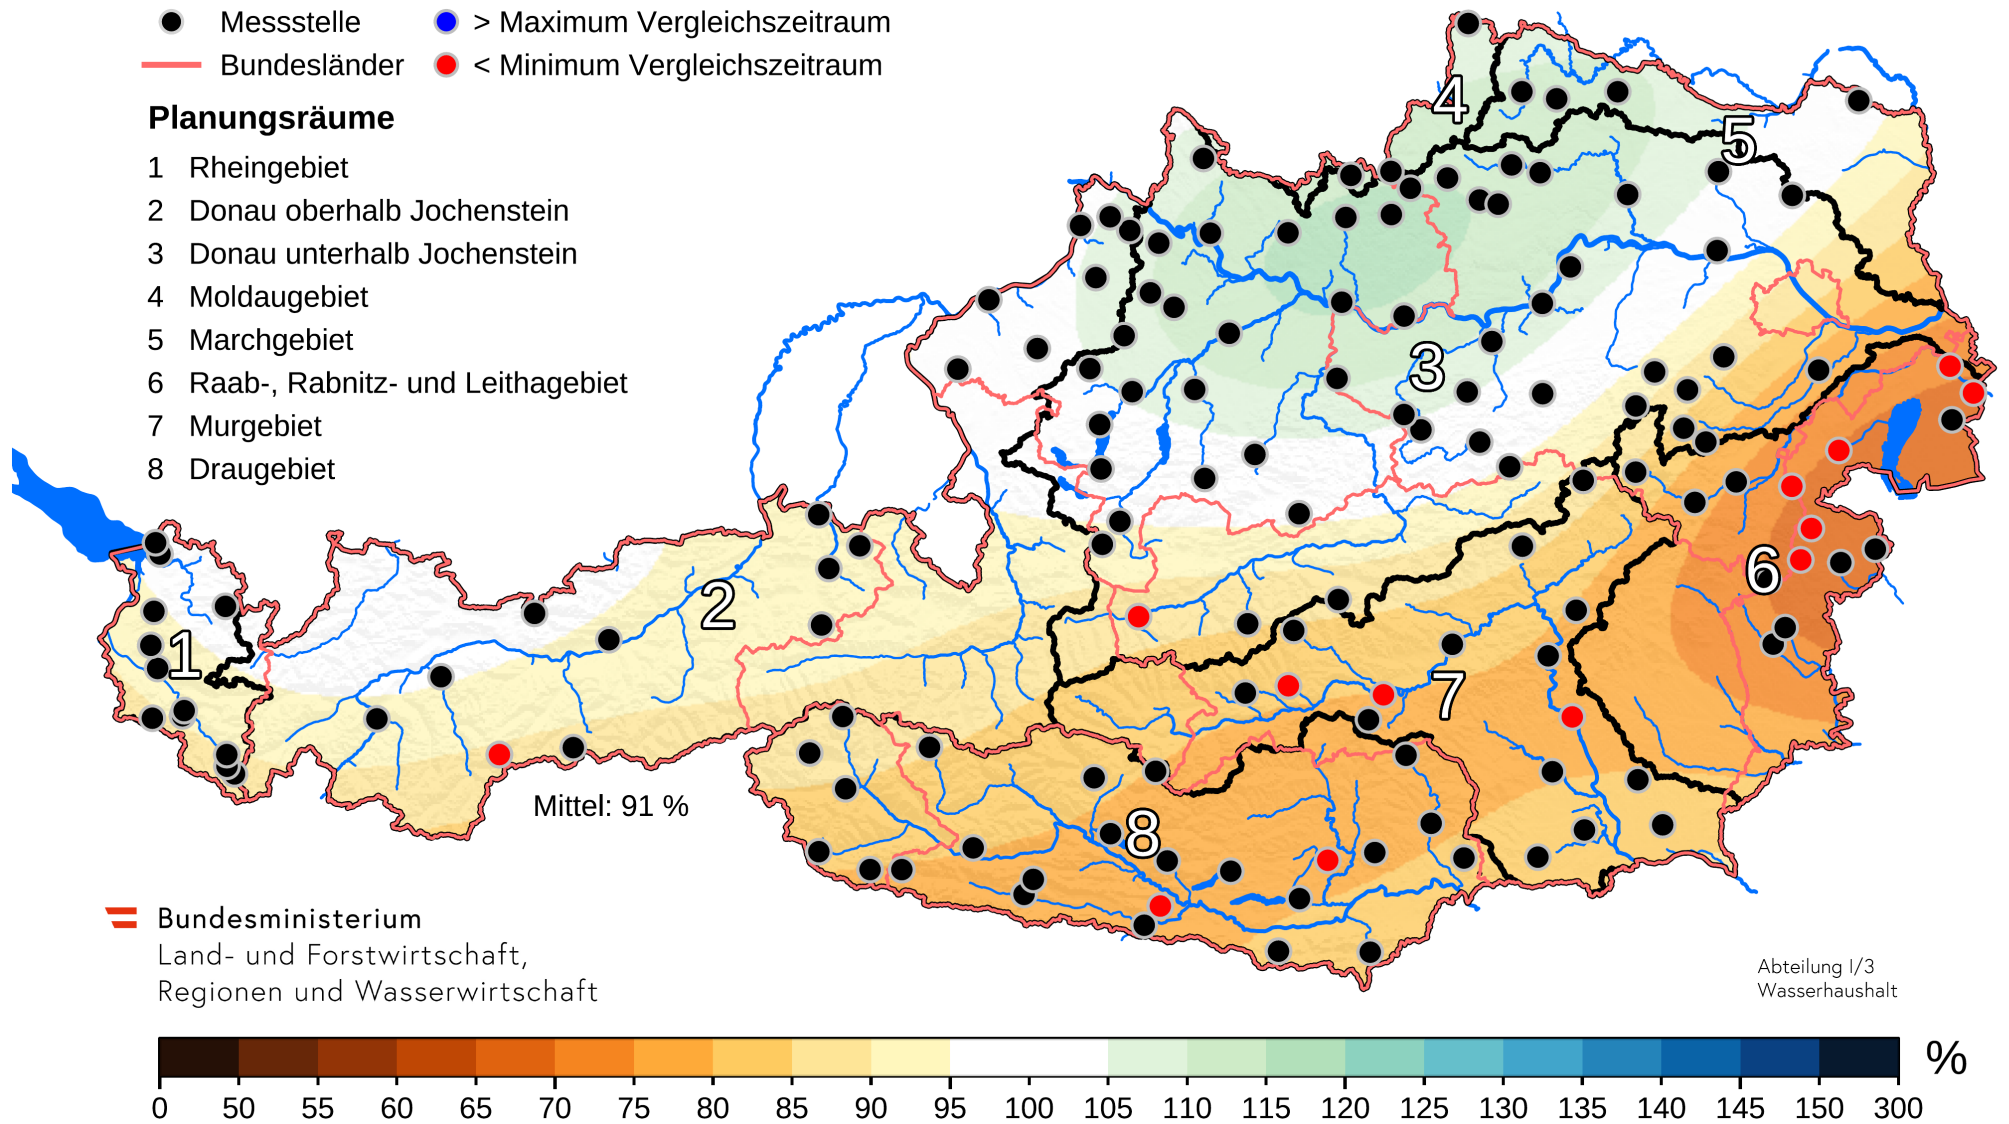 Messstelle
> Maximum Vergleichszeitraum
Bundesländer
< Minimum Vergleichszeitraum
Planungsräume
1 Rheingebiet
2 Donau oberhalb Jochenstein
3 Donau unterhalb Jochenstein
4 Moldaugebiet
5 Marchgebiet
6 Raab-, Rabnitz- und Leithagebiet
7 Murgebiet
8 Draugebiet
4
5
3
6
2
1
7
8
Mittel: 91 %
Bundesministerium
Land- und Forstwirtschaft,
Regionen und Wasserwirtschaft
Abteilung I/3
Wasserhaushalt
%
0 50 55 60 65 70 75 80 85 90 95 100 105 110 115 120 125 130 135 140 145 150 300